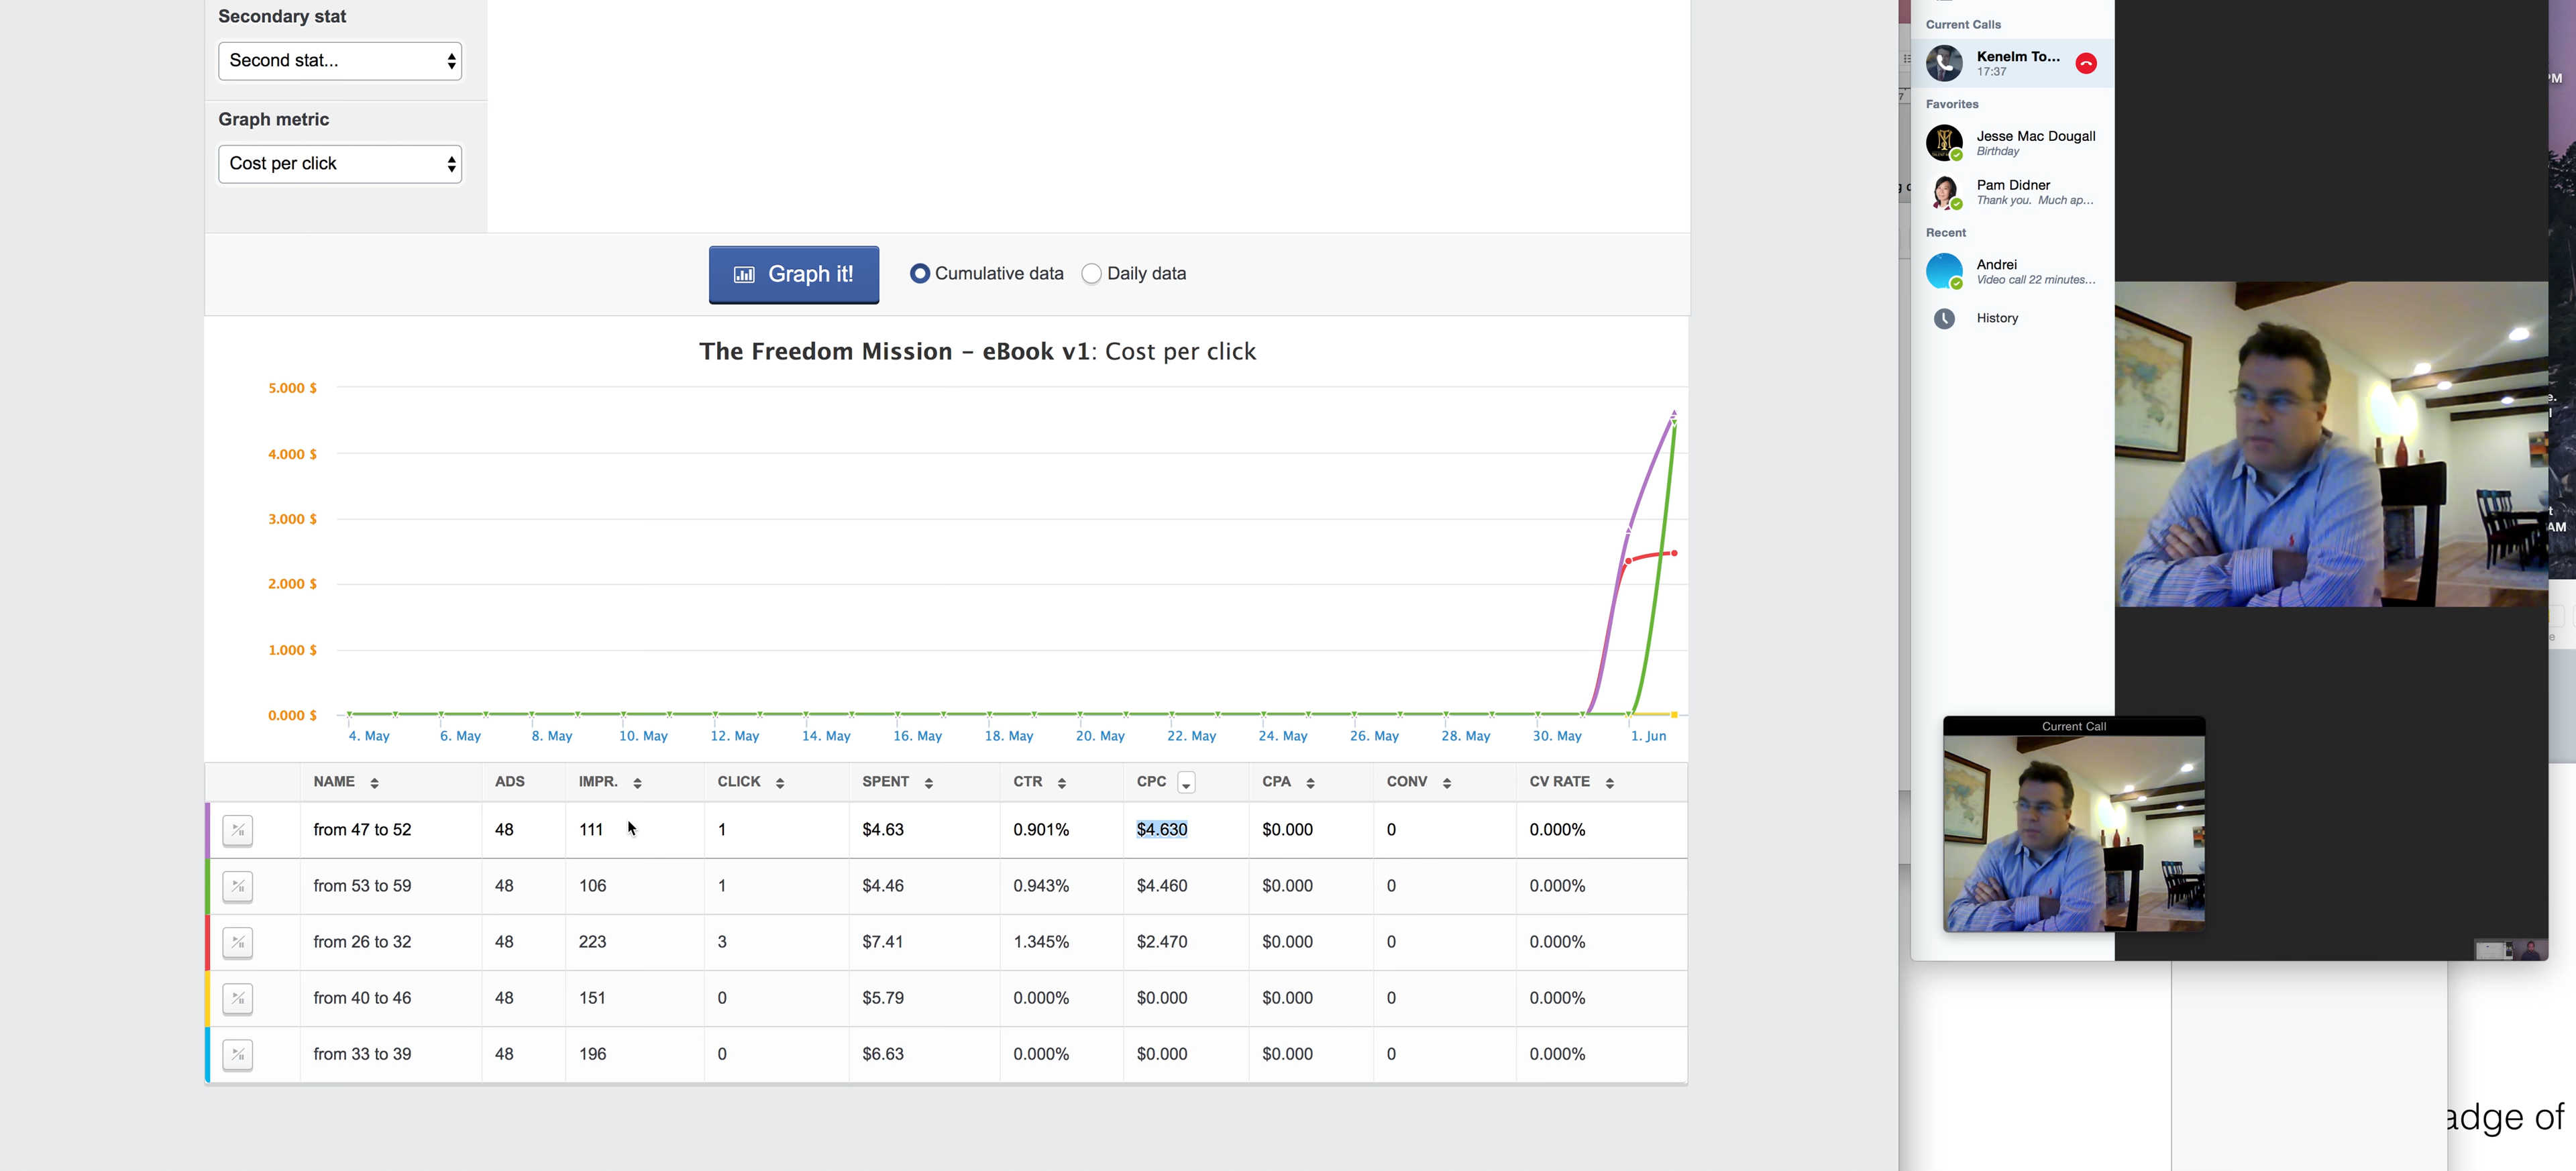 Secondary stat
Second stat...
Graph metric
Cost per click
Graph it!
Cumulative data
Daily data
The Freedom Mission – eBook v1: Cost per click
5.000 $
4.000 $
3.000 $
2.000 $
1.000 $
0.000 $
4. May 6. May 8. May 10. May 12. May 14. May 16. May 18. May 20. May 22. May 24. May 26. May 28. May 30. May 1. Jun
NAME ADS IMPR. CLICK SPENT CTR CPC CPA CONV CV RATE
from 47 to 52 48 111 1 $4.63 0.901% $4.630 $0.000 0 0.000%
from 53 to 59 48 106 1 $4.46 0.943% $4.460 $0.000 0 0.000%
from 26 to 32 48 223 3 $7.41 1.345% $2.470 $0.000 0 0.000%
from 40 to 46 48 151 0 $5.79 0.000% $0.000 $0.000 0 0.000%
from 33 to 39 48 196 0 $6.63 0.000% $0.000 $0.000 0 0.000%
Current Calls
Kenelm To...
17:37
Favorites
Jesse Mac Dougall
Birthday
Pam Didner
Thank you. Much ap...
Recent
Andrei
Video call 22 minutes...
History
Current Call
PM
AM
adge of